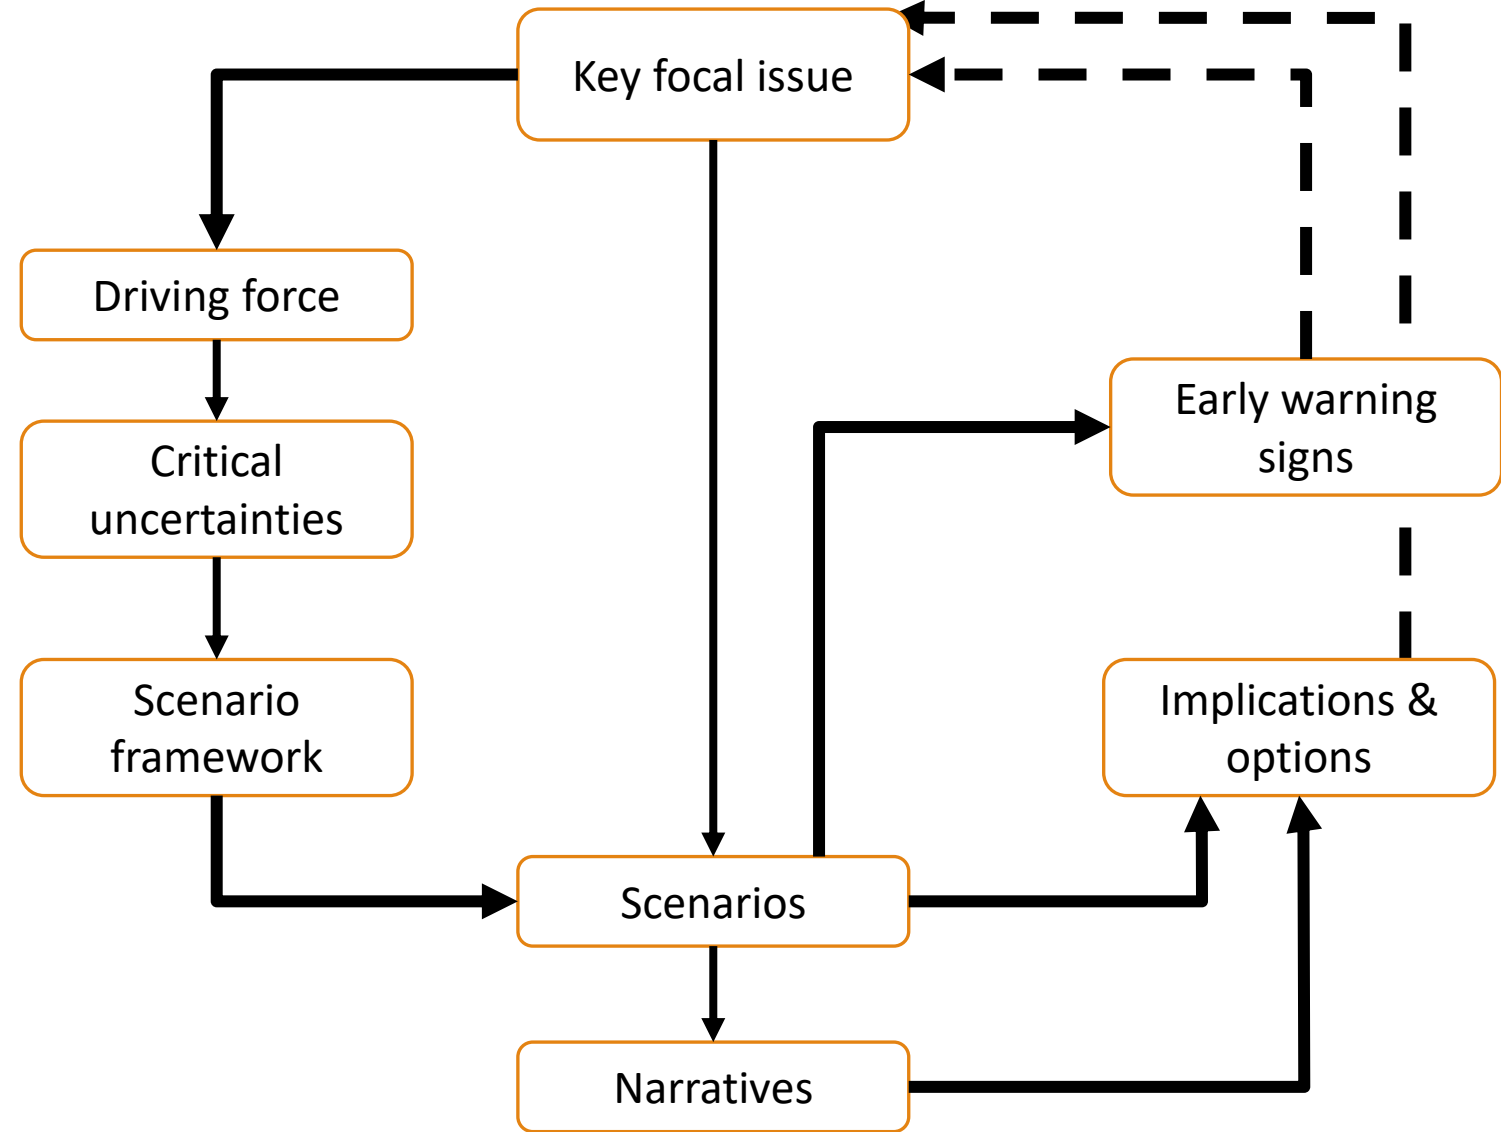 Key focal issue
Driving force
Critical
uncertainties
Early warning
signs
Scenario
framework
Implications &
options
Scenarios
Narratives